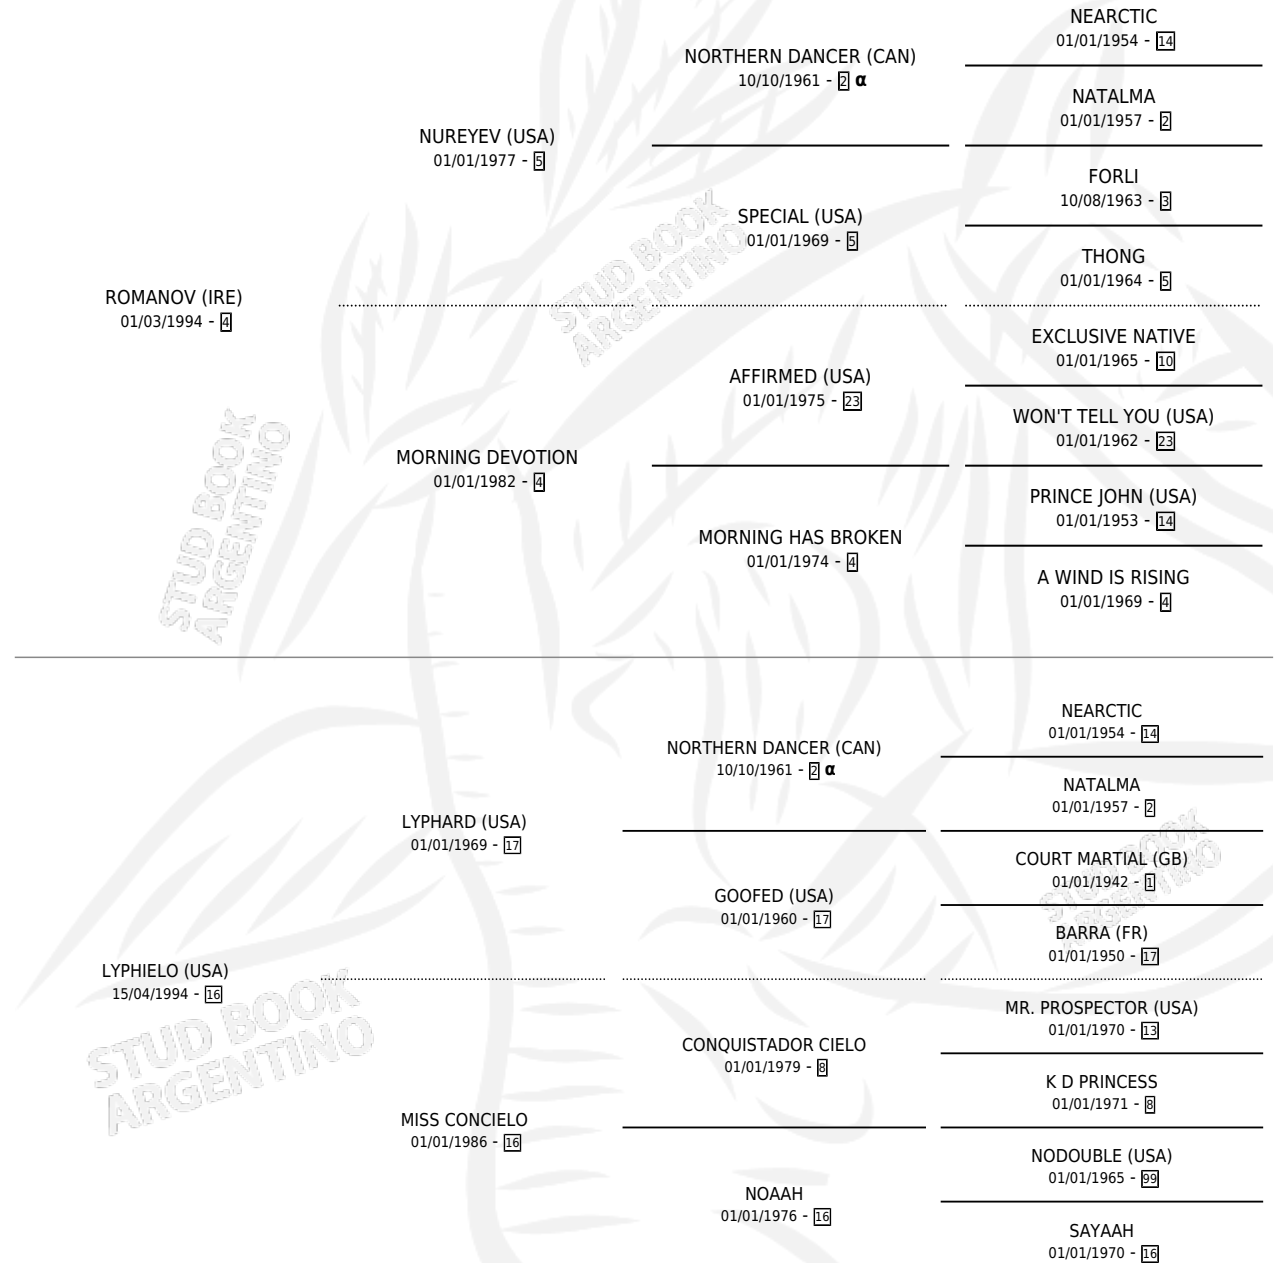 ROMANOV (IRE)
01/03/1994 - 4
NUREYEV (USA)
01/01/1977 - 5
NORTHERN DANCER (CAN)
10/10/1961 - 2 α
NEARCTIC
01/01/1954 - 14
NATALMA
01/01/1957 - 2
SPECIAL (USA)
01/01/1969 - 5
FORLI
10/08/1963 - 3
THONG
01/01/1964 - 5
MORNING DEVOTION
01/01/1982 - 4
AFFIRMED (USA)
01/01/1975 - 23
EXCLUSIVE NATIVE
01/01/1965 - 10
WON'T TELL YOU (USA)
01/01/1962 - 23
MORNING HAS BROKEN
01/01/1974 - 4
PRINCE JOHN (USA)
01/01/1953 - 14
A WIND IS RISING
01/01/1969 - 4
LYPHIELO (USA)
15/04/1994 - 16
LYPHARD (USA)
01/01/1969 - 17
NORTHERN DANCER (CAN)
10/10/1961 - 2 α
NEARCTIC
01/01/1954 - 14
NATALMA
01/01/1957 - 2
GOOFED (USA)
01/01/1960 - 17
COURT MARTIAL (GB)
01/01/1942 - 1
BARRA (FR)
01/01/1950 - 17
MISS CONCIELO
01/01/1986 - 16
CONQUISTADOR CIELO
01/01/1979 - 8
MR. PROSPECTOR (USA)
01/01/1970 - 13
K D PRINCESS
01/01/1971 - 8
NOAAH
01/01/1976 - 16
NODOUBLE (USA)
01/01/1965 - 99
SAYAAH
01/01/1970 - 16
STUD BOOK
ARGENTINO
STUD BOOK
ARGENTINO
STUD BOOK
ARGENTINO
STUD BOOK
ARGENTINO